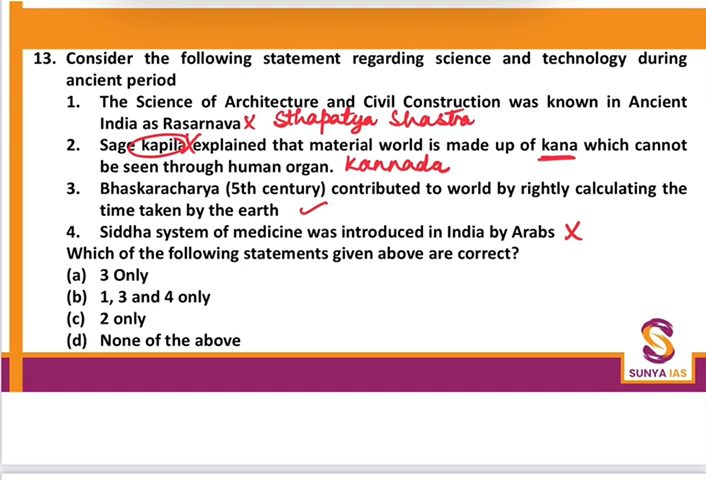 13. Consider the following statement regarding science and technology during
ancient period
1. The Science of Architecture and Civil Construction was known in Ancient
India as Rasarnava X Sthapatya Shastra
2. Sage kapila X explained that material world is made up of kana which cannot
be seen through human organ. Kannada
3. Bhaskaracharya (5th century) contributed to world by rightly calculating the
time taken by the earth ✓
4. Siddha system of medicine was introduced in India by Arabs X
Which of the following statements given above are correct?
(a) 3 Only
(b) 1, 3 and 4 only
(c) 2 only
(d) None of the above
SUNYA IAS